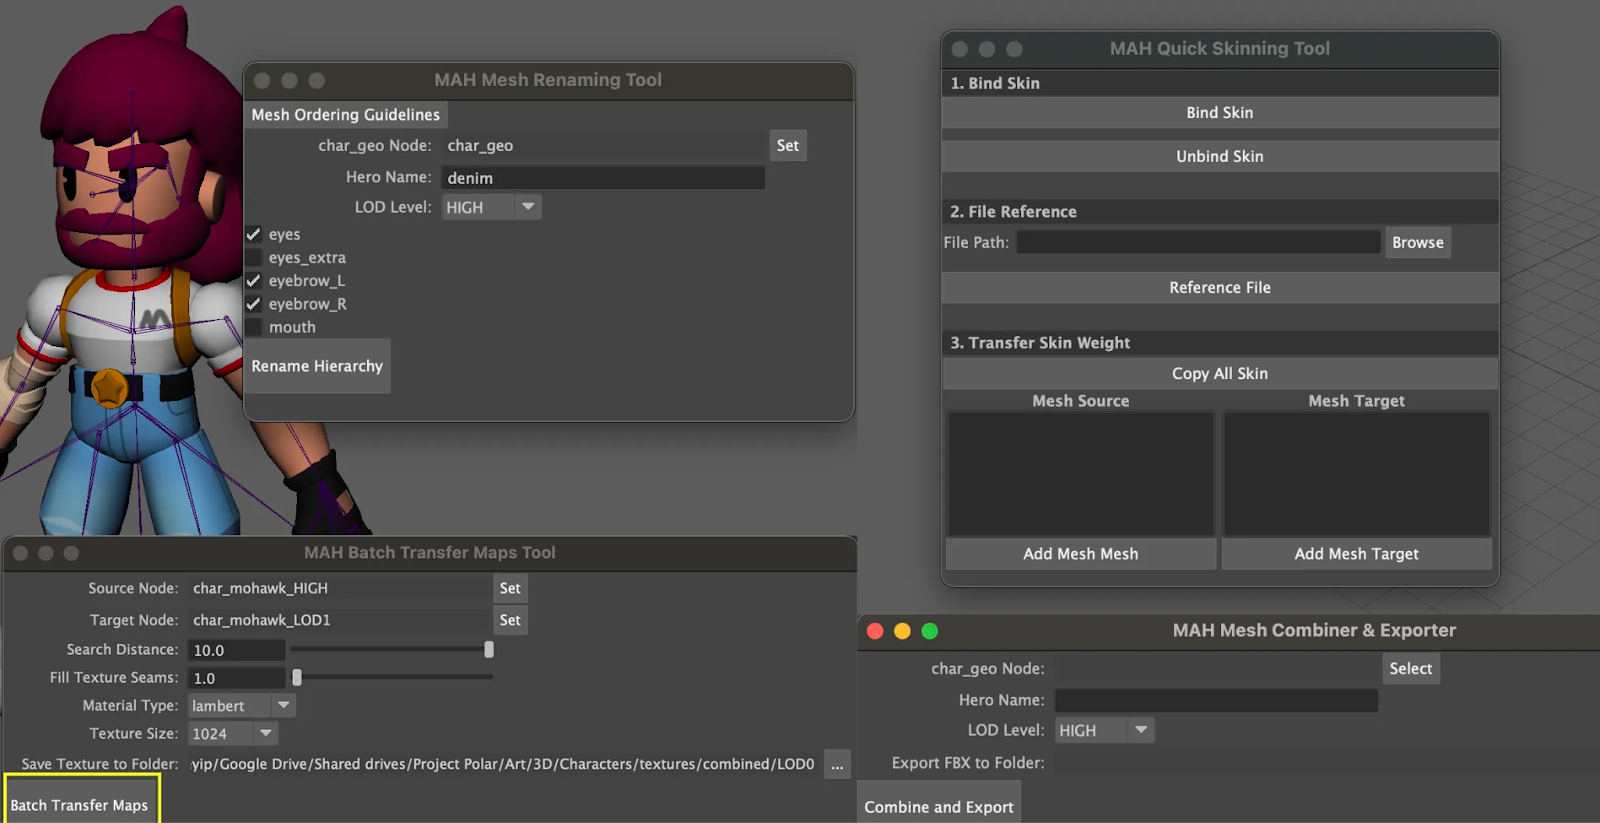 MAH Mesh Renaming Tool
Mesh Ordering Guidelines
char_geo Node: char_geo Set
Hero Name: denim
LOD Level: HIGH
eyes
eyes_extra
eyebrow_L
eyebrow_R
mouth
Rename Hierarchy
MAH Quick Skinning Tool
1. Bind Skin
Bind Skin
Unbind Skin
2. File Reference
File Path: Browse
Reference File
3. Transfer Skin Weight
Copy All Skin
Mesh Source Mesh Target
Add Mesh Mesh Add Mesh Target
MAH Batch Transfer Maps Tool
Source Node: char_mohawk_HIGH Set
Target Node: char_mohawk_LOD1 Set
Search Distance: 10.0
Fill Texture Seams: 1.0
Material Type: lambert
Texture Size: 1024
Save Texture to Folder: yip/Google Drive/Shared drives/Project Polar/Art/3D/Characters/textures/combined/LOD0 ...
Batch Transfer Maps
MAH Mesh Combiner & Exporter
char_geo Node: Select
Hero Name:
LOD Level: HIGH
Export FBX to Folder:
Combine and Export